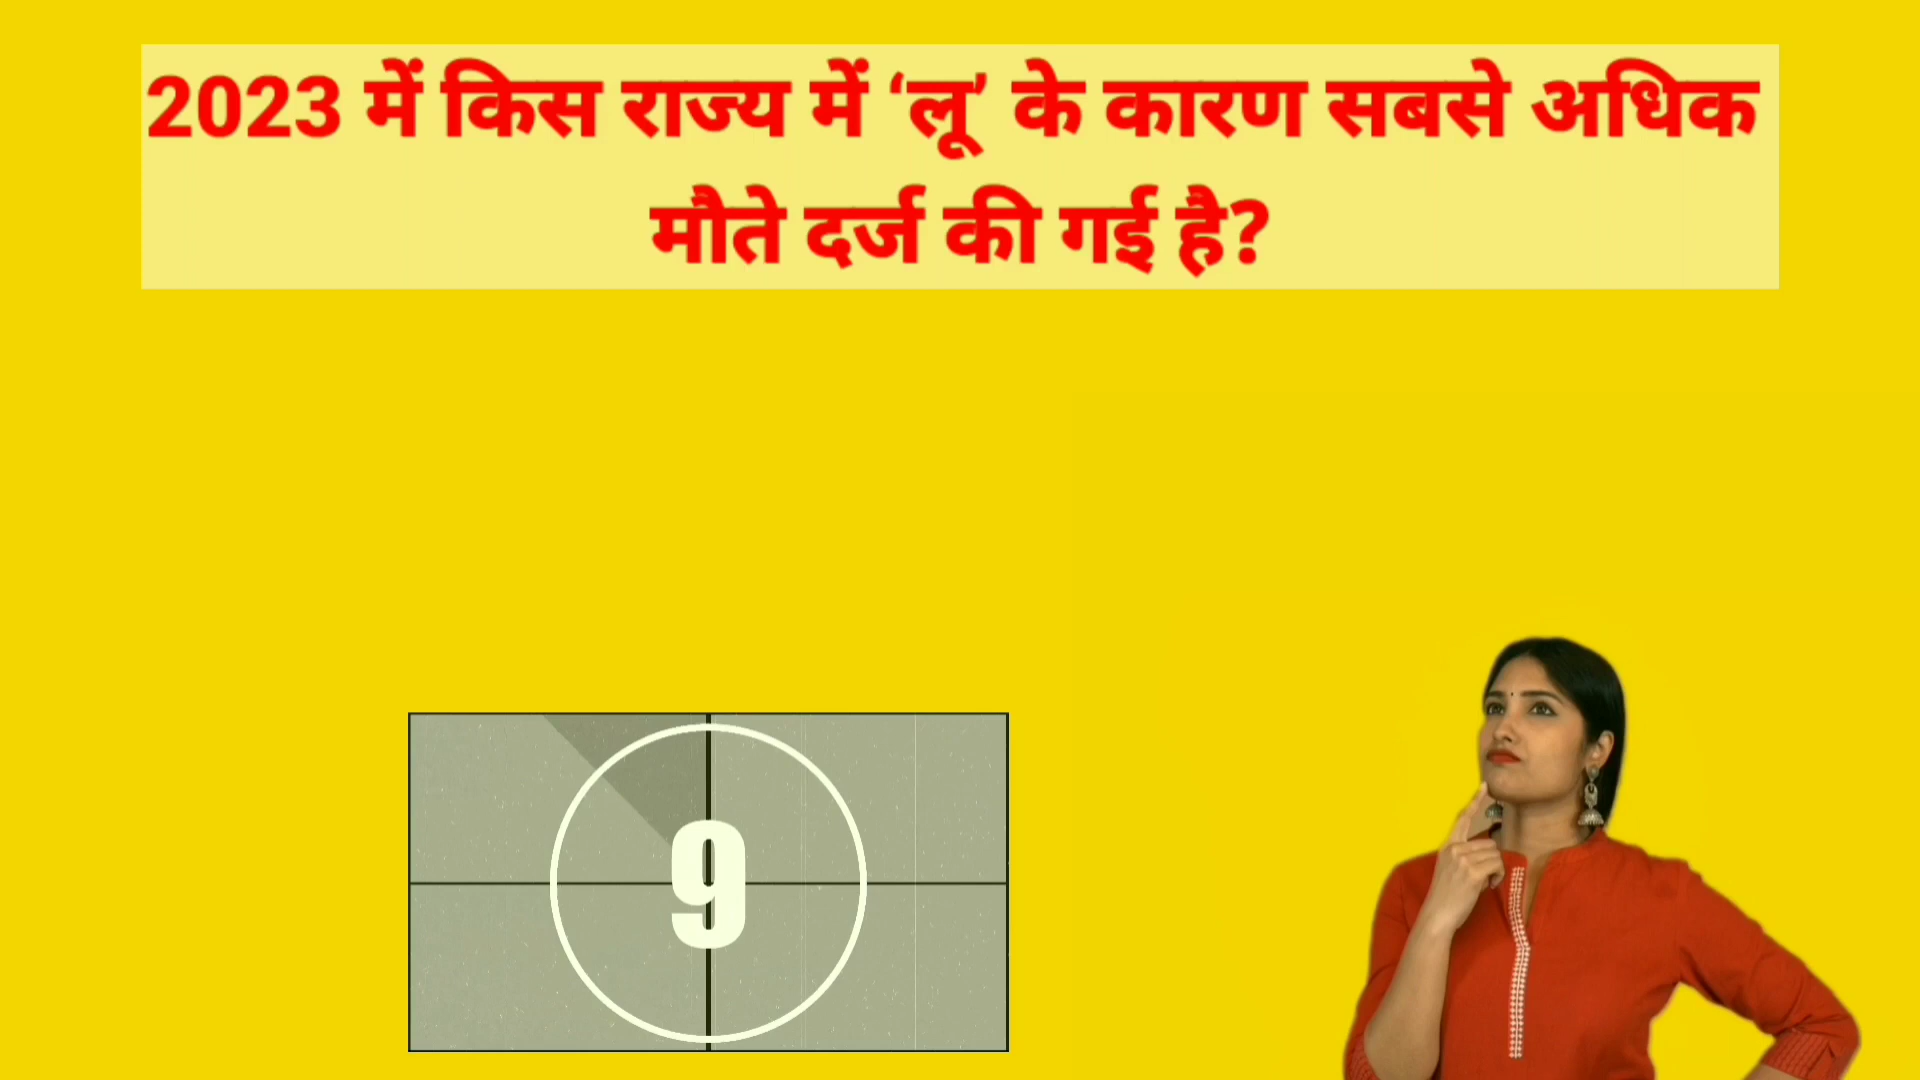 2023 में किस राज्य में ‘लू’ के कारण सबसे अधिक
मौते दर्ज की गई है?
9